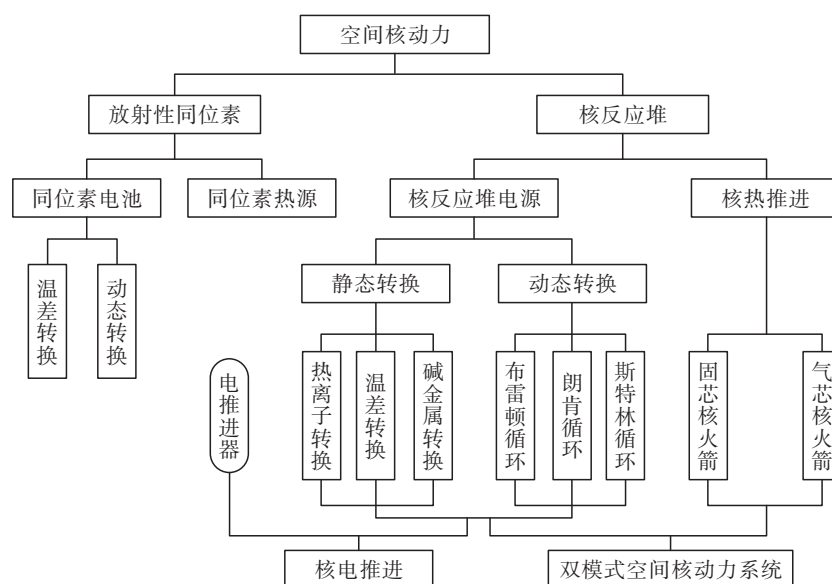 空间核动力
放射性同位素
核反应堆
同位素电池
同位素热源
核反应堆电源
核热推进
静态转换
动态转换
温差转换
动态转换
电推进器
热离子转换
温差转换
碱金属转换
布雷顿循环
朗肯循环
斯特林循环
固芯核火箭
气芯核火箭
核电推进
双模式空间核动力系统